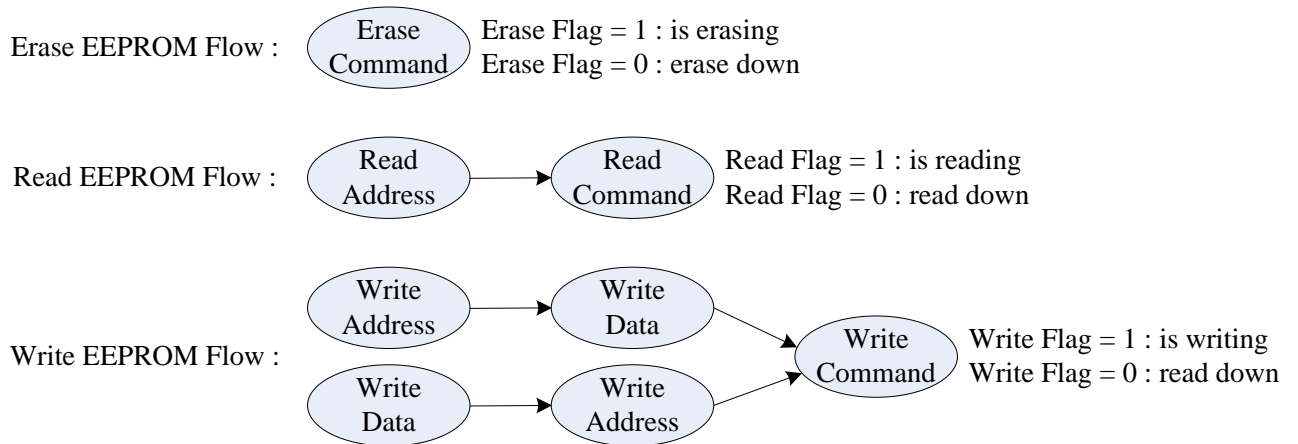 Erase EEPROM Flow :
Erase
Command
Erase Flag = 1 : is erasing
Erase Flag = 0 : erase down
Read EEPROM Flow :
Read
Address
Read
Command
Read Flag = 1 : is reading
Read Flag = 0 : read down
Write EEPROM Flow :
Write
Address
Write
Data
Write
Data
Write
Address
Write
Command
Write Flag = 1 : is writing
Write Flag = 0 : read down